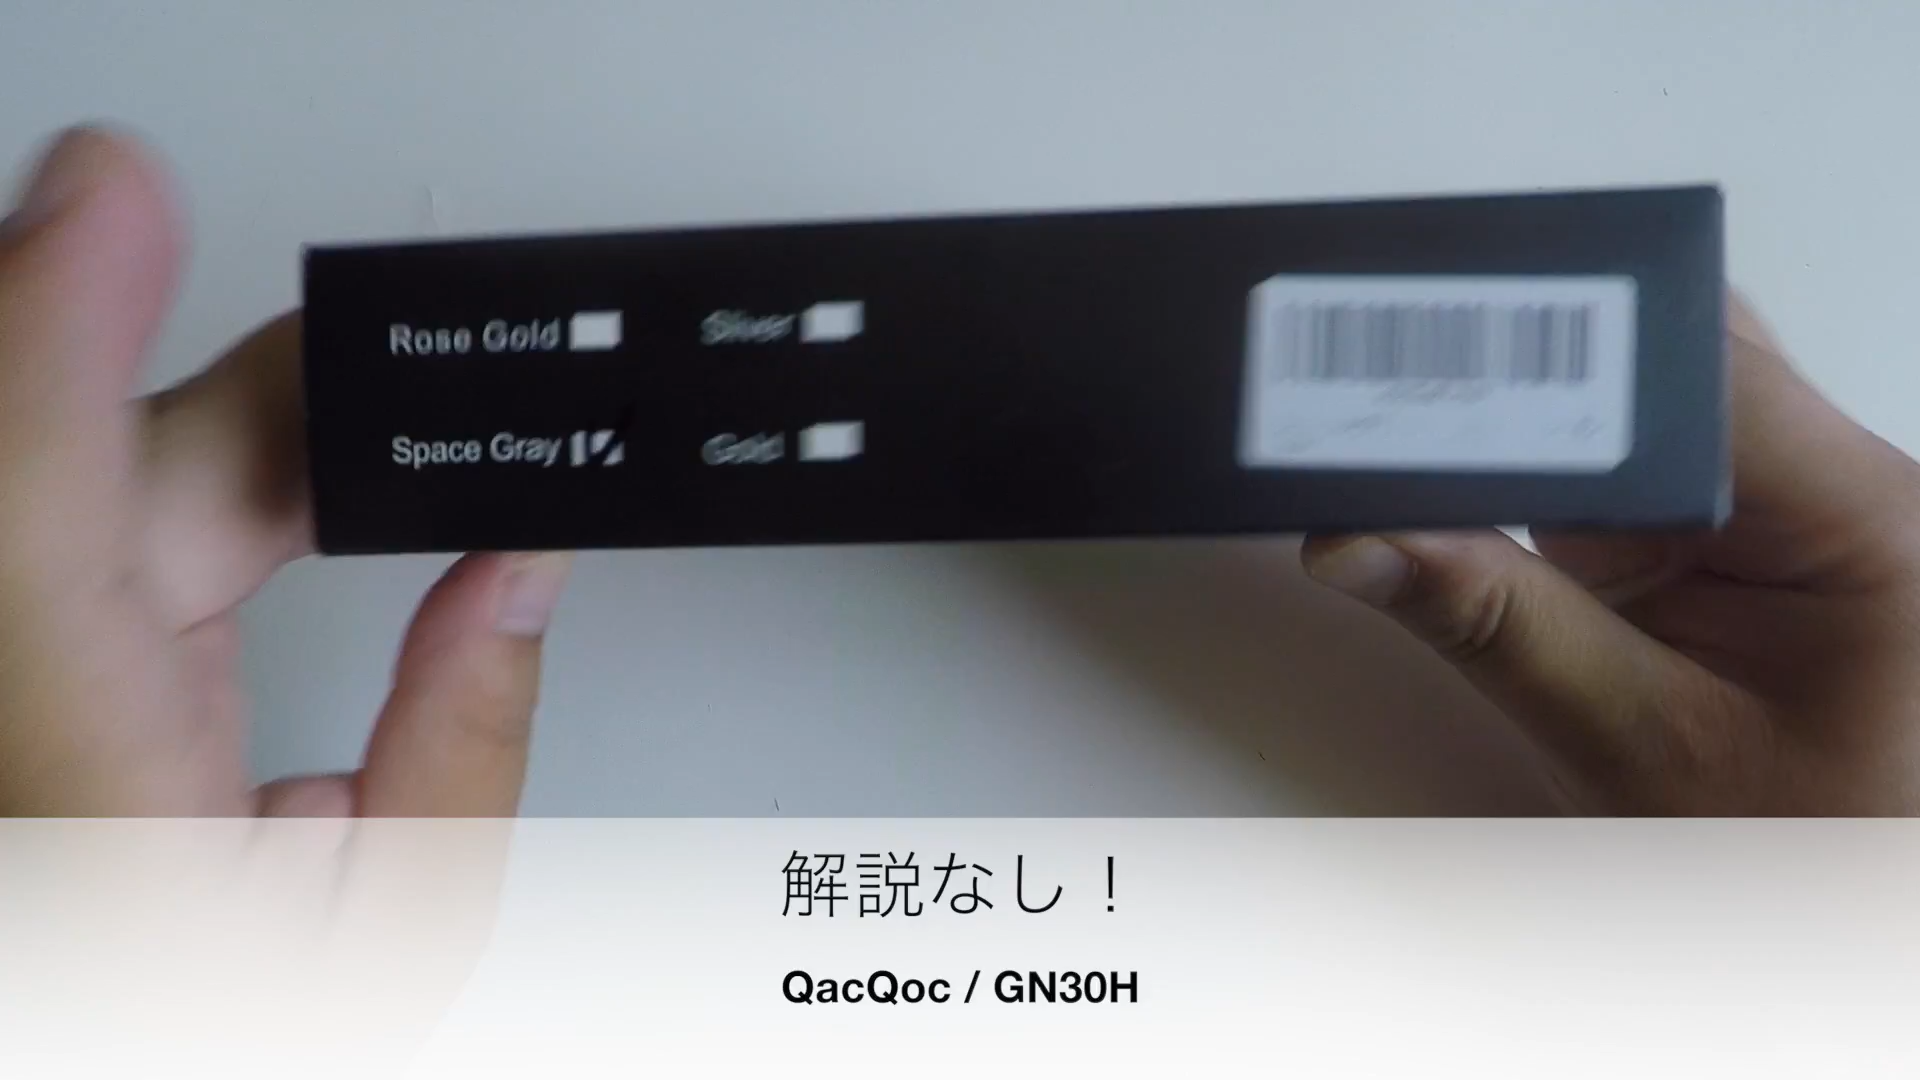 Rose Gold
Silver
Space Gray
Gold
解説なし！
QacQoc / GN30H